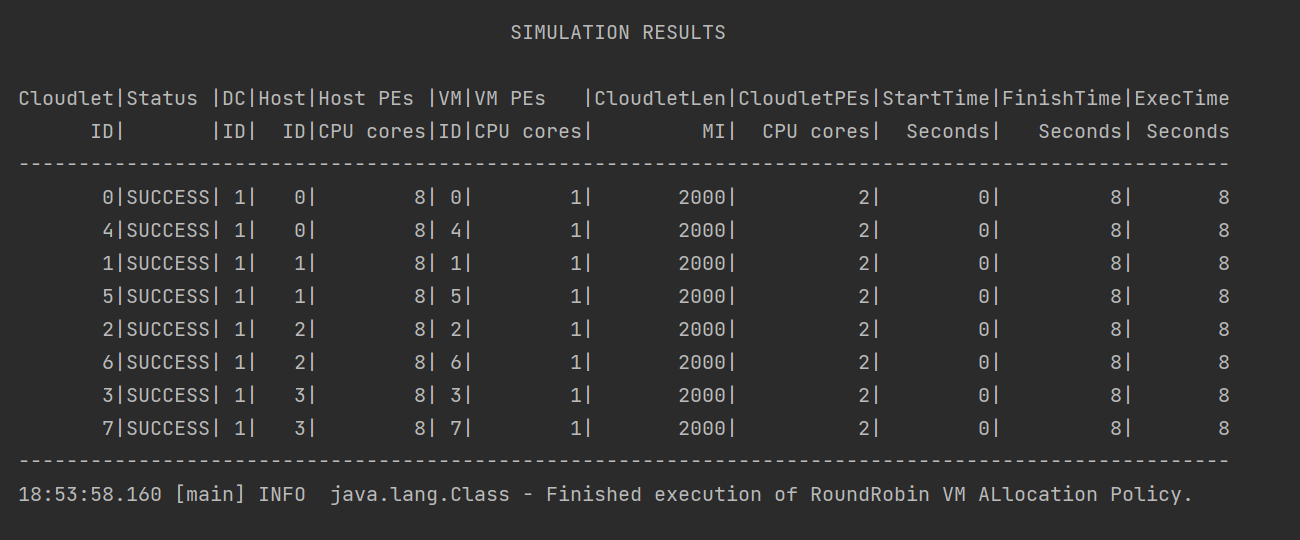 SIMULATION RESULTS
Cloudlet|Status |DC|Host|Host PEs |VM|VM PEs   |CloudletLen|CloudletPEs|StartTime|FinishTime|ExecTime
      ID|       |ID|  ID|CPU cores|ID|CPU cores|         MI|  CPU cores|  Seconds|   Seconds| Seconds
-----------------------------------------------------------------------------------------------------
       0|SUCCESS| 1|   0|        8| 0|        1|       2000|          2|        0|         8|       8
       4|SUCCESS| 1|   0|        8| 4|        1|       2000|          2|        0|         8|       8
       1|SUCCESS| 1|   1|        8| 1|        1|       2000|          2|        0|         8|       8
       5|SUCCESS| 1|   1|        8| 5|        1|       2000|          2|        0|         8|       8
       2|SUCCESS| 1|   2|        8| 2|        1|       2000|          2|        0|         8|       8
       6|SUCCESS| 1|   2|        8| 6|        1|       2000|          2|        0|         8|       8
       3|SUCCESS| 1|   3|        8| 3|        1|       2000|          2|        0|         8|       8
       7|SUCCESS| 1|   3|        8| 7|        1|       2000|          2|        0|         8|       8
-----------------------------------------------------------------------------------------------------
18:53:58.160 [main] INFO  java.lang.Class - Finished execution of RoundRobin VM ALlocation Policy.